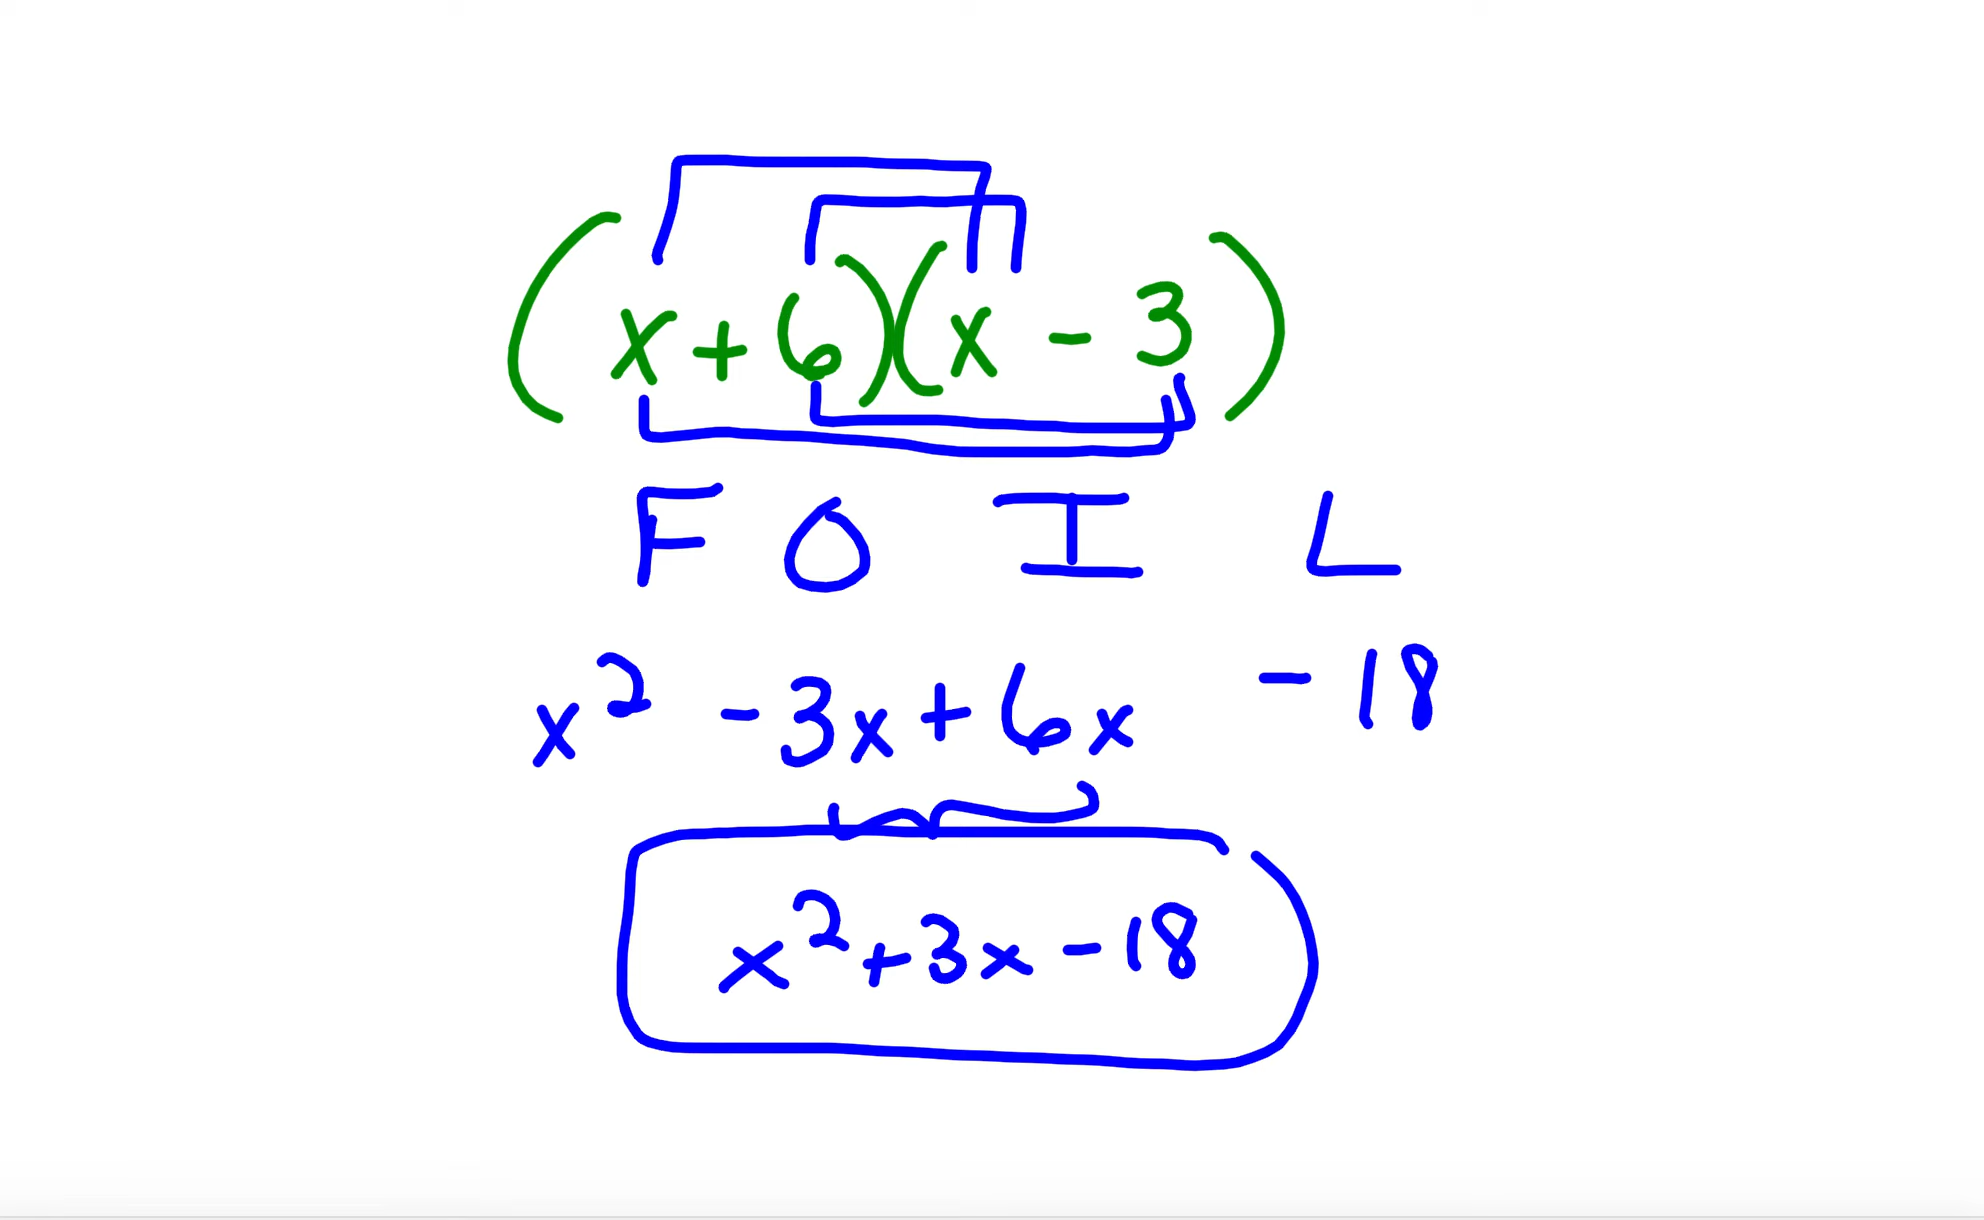 (x + 6)(x - 3)
F O I L
x² - 3x + 6x - 18
x² + 3x - 18